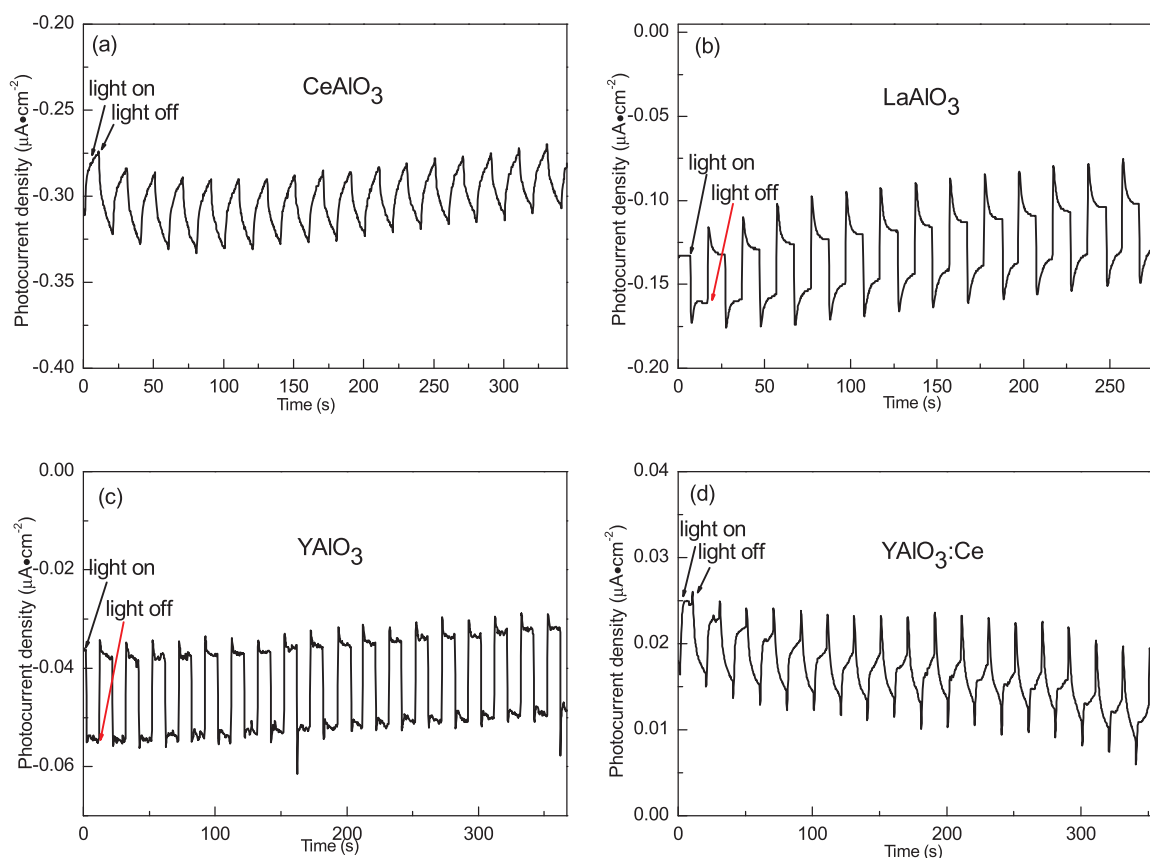 (a)
CeAlO3
light on
light off
Photocurrent density (μA•cm-2)
-0.20
-0.25
-0.30
-0.35
-0.40
0 50 100 150 200 250 300
Time (s)
(b)
LaAlO3
light on
light off
Photocurrent density (μA•cm-2)
0.00
-0.05
-0.10
-0.15
-0.20
0 50 100 150 200 250
Time (s)
(c)
YAlO3
light on
light off
Photocurrent density (μA•cm-2)
0.00
-0.02
-0.04
-0.06
0 100 200 300
Time (s)
(d)
YAlO3:Ce
light on
light off
Photocurrent density (μA•cm-2)
0.04
0.03
0.02
0.01
0.00
0 50 100 150 200 250 300 350
Time (s)